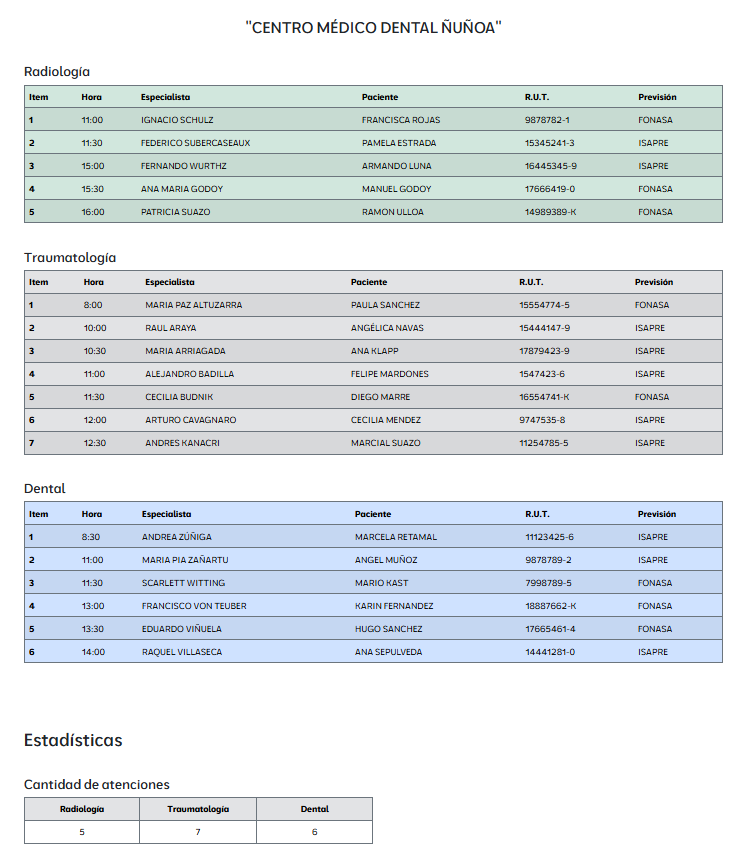 "CENTRO MÉDICO DENTAL ÑUÑOA"
Radiología
Item Hora Especialista Paciente R.U.T. Previsión
1 11:00 IGNACIO SCHULZ FRANCISCA ROJAS 9878782-1 FONASA
2 11:30 FEDERICO SUBERCASEAUX PAMELA ESTRADA 15345241-3 ISAPRE
3 15:00 FERNANDO WURTHZ ARMANDO LUNA 16445345-9 ISAPRE
4 15:30 ANA MARIA GODOY MANUEL GODOY 17666419-0 FONASA
5 16:00 PATRICIA SUAZO RAMON ULLOA 14989389-K FONASA
Traumatología
Item Hora Especialista Paciente R.U.T. Previsión
1 8:00 MARIA PAZ ALTUZARRA PAULA SANCHEZ 15554774-5 FONASA
2 10:00 RAUL ARAYA ANGÉLICA NAVAS 15444147-9 ISAPRE
3 10:30 MARIA ARRIAGADA ANA KLAPP 17879423-9 ISAPRE
4 11:00 ALEJANDRO BADILLA FELIPE MARDONES 1547423-6 ISAPRE
5 11:30 CECILIA BUDNIK DIEGO MARRE 16554741-K FONASA
6 12:00 ARTURO CAVAGNARO CECILIA MENDEZ 9747535-8 ISAPRE
7 12:30 ANDRES KANACRI MARCIAL SUAZO 11254785-5 ISAPRE
Dental
Item Hora Especialista Paciente R.U.T. Previsión
1 8:30 ANDREA ZÚÑIGA MARCELA RETAMAL 11123425-6 ISAPRE
2 11:00 MARIA PIA ZAÑARTU ANGEL MUÑOZ 9878789-2 ISAPRE
3 11:30 SCARLETT WITTING MARIO KAST 7998789-5 FONASA
4 13:00 FRANCISCO VON TEUBER KARIN FERNANDEZ 18887662-K FONASA
5 13:30 EDUARDO VIÑUELA HUGO SANCHEZ 17665461-4 FONASA
6 14:00 RAQUEL VILLASECA ANA SEPULVEDA 14441281-0 ISAPRE
Estadísticas
Cantidad de atenciones
Radiología Traumatología Dental
5 7 6